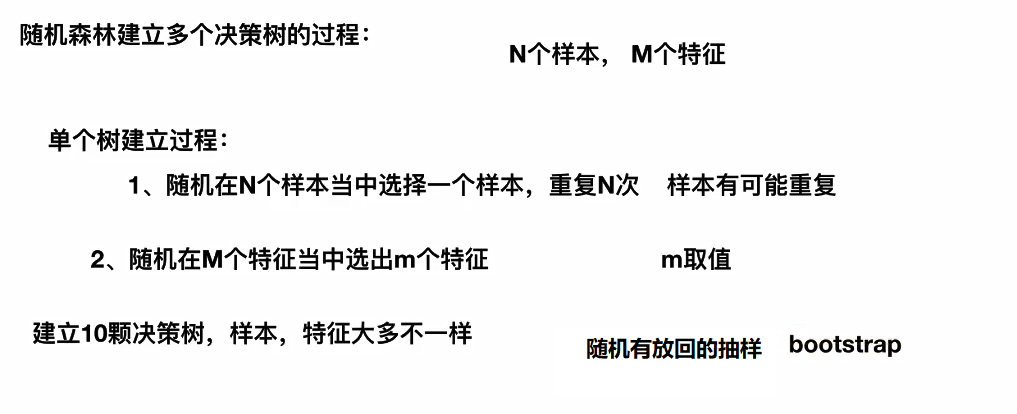 随机森林建立多个决策树的过程：
N个样本， M个特征
单个树建立过程：
1、随机在N个样本当中选择一个样本，重复N次 样本有可能重复
2、随机在M个特征当中选出m个特征 m取值
建立10颗决策树，样本，特征大多不一样
随机有放回的抽样 bootstrap